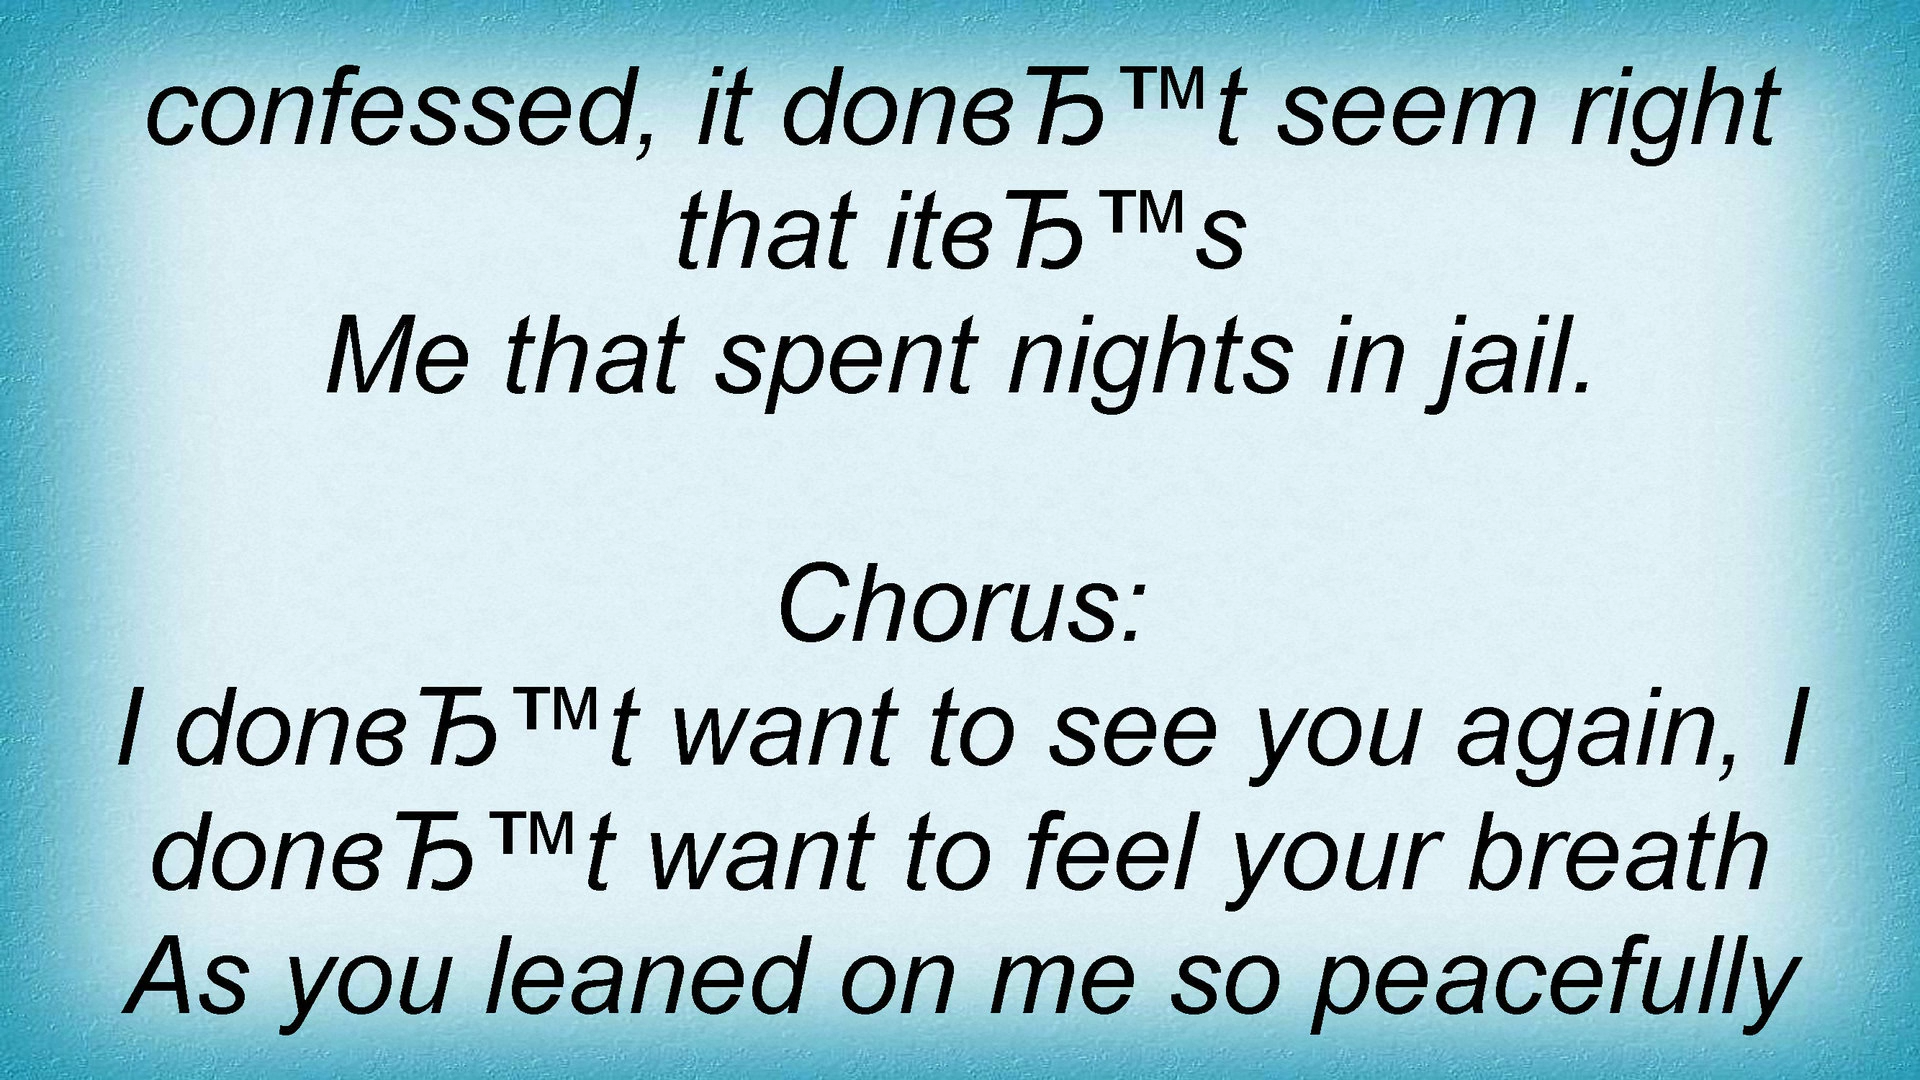 confessed, it donвЂ™t seem right
that itвЂ™s
Me that spent nights in jail.
Chorus:
I donвЂ™t want to see you again, I
donвЂ™t want to feel your breath
As you leaned on me so peacefully